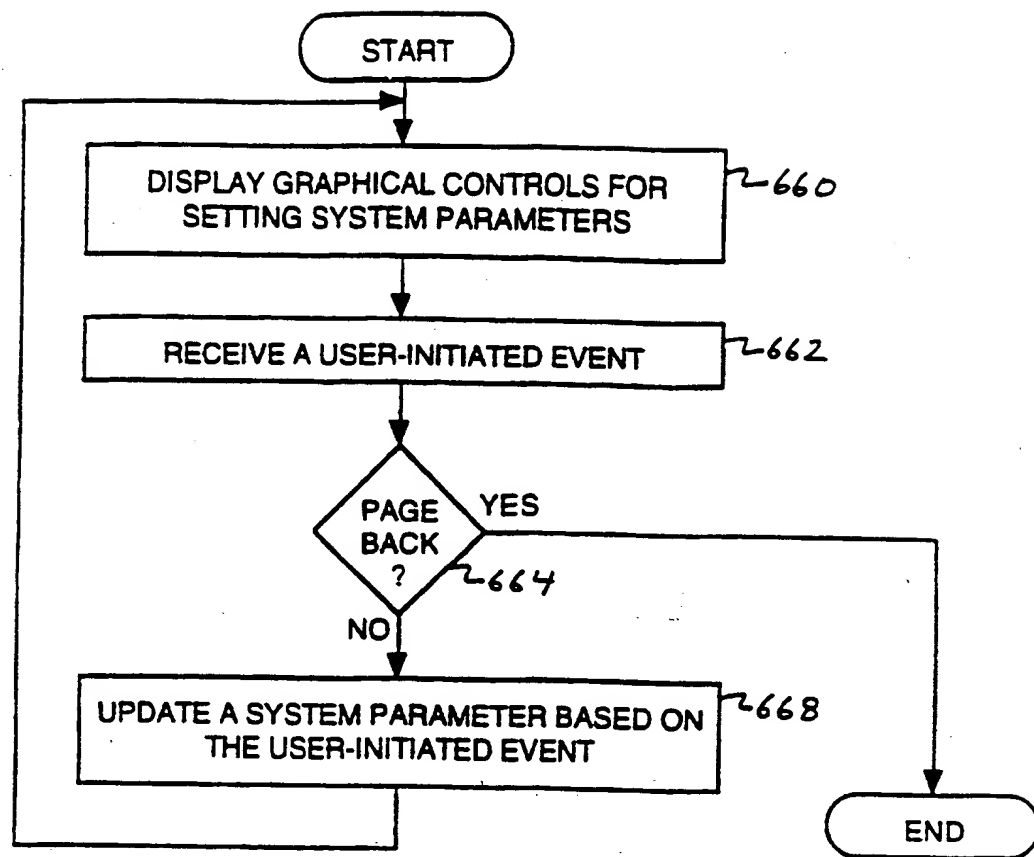 START
DISPLAY GRAPHICAL CONTROLS FOR
SETTING SYSTEM PARAMETERS
660
RECEIVE A USER-INITIATED EVENT
662
PAGE
BACK
?
YES
664
NO
UPDATE A SYSTEM PARAMETER BASED ON
THE USER-INITIATED EVENT
668
END